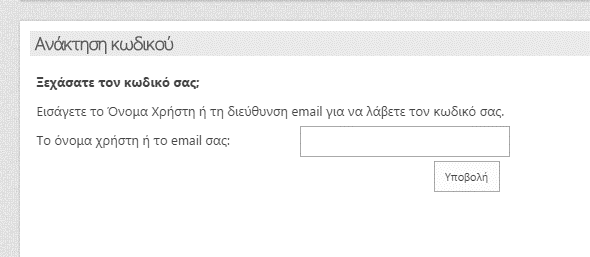 Ανάκτηση κωδικού
Ξεχάσατε τον κωδικό σας;
Εισάγετε το Όνομα Χρήστη ή τη διεύθυνση email για να λάβετε τον κωδικό σας.
Το όνομα χρήστη ή το email σας:
Υποβολή